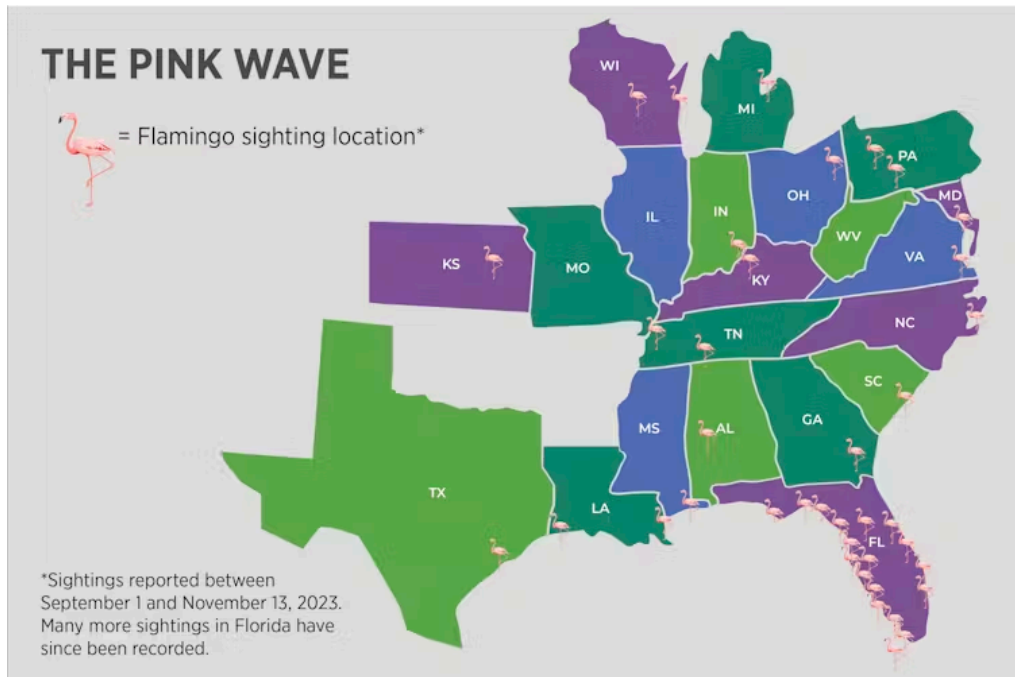 THE PINK WAVE
= Flamingo sighting location*
WI
MI
PA
OH
MD
IL
IN
WV
VA
KS
MO
KY
NC
TN
SC
MS
AL
GA
TX
LA
FL
*Sightings reported between
September 1 and November 13, 2023.
Many more sightings in Florida have
since been recorded.